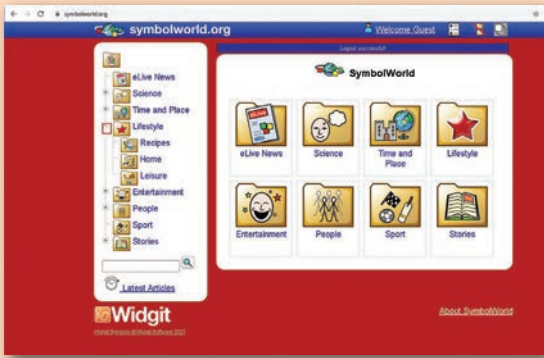 symbolworld.org
symbolworld.org
Welcome Guest
Logout successful!
eLive News
Science
Time and Place
Lifestyle
Recipes
Home
Leisure
Entertainment
People
Sport
Stories
Latest Articles
SymbolWorld
eLive News
Science
Time and
Place
Lifestyle
Entertainment
People
Sport
Stories
Widgit
About SymbolWorld